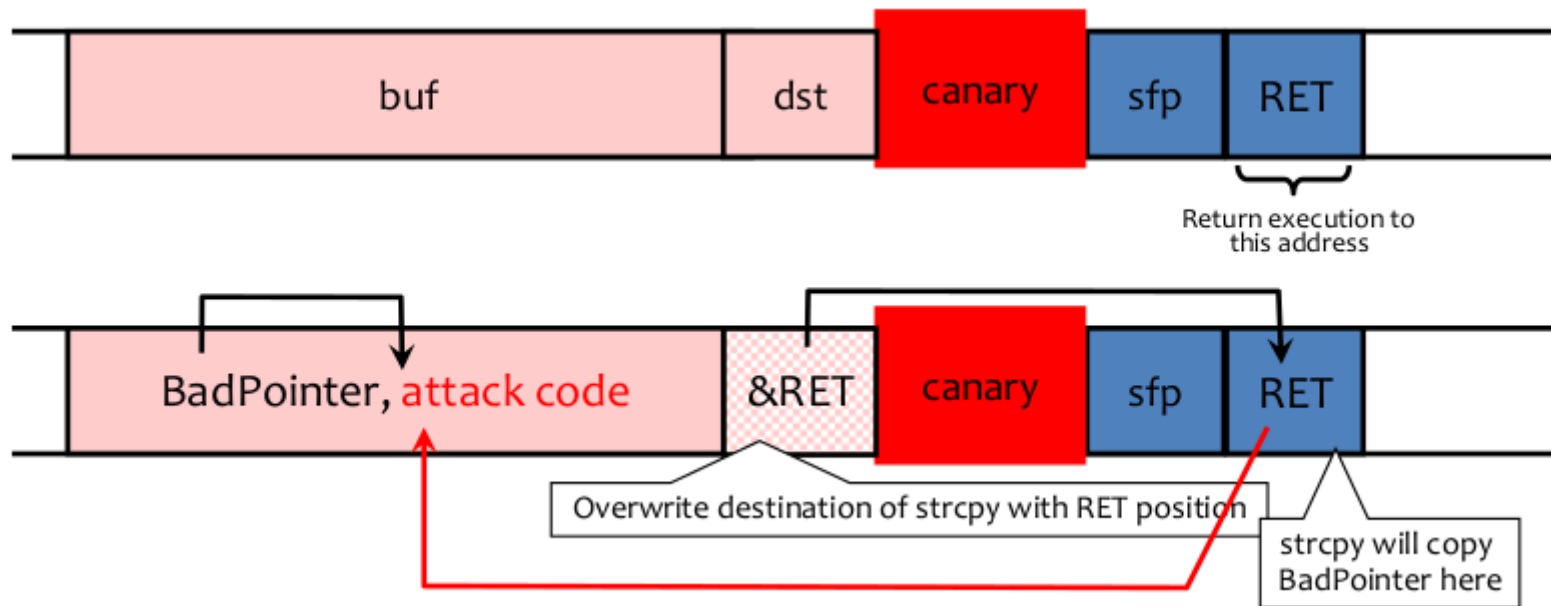 buf
dst
canary
sfp
RET
Return execution to
this address
BadPointer, attack code
&RET
canary
sfp
RET
Overwrite destination of strcpy with RET position
strcpy will copy
BadPointer here